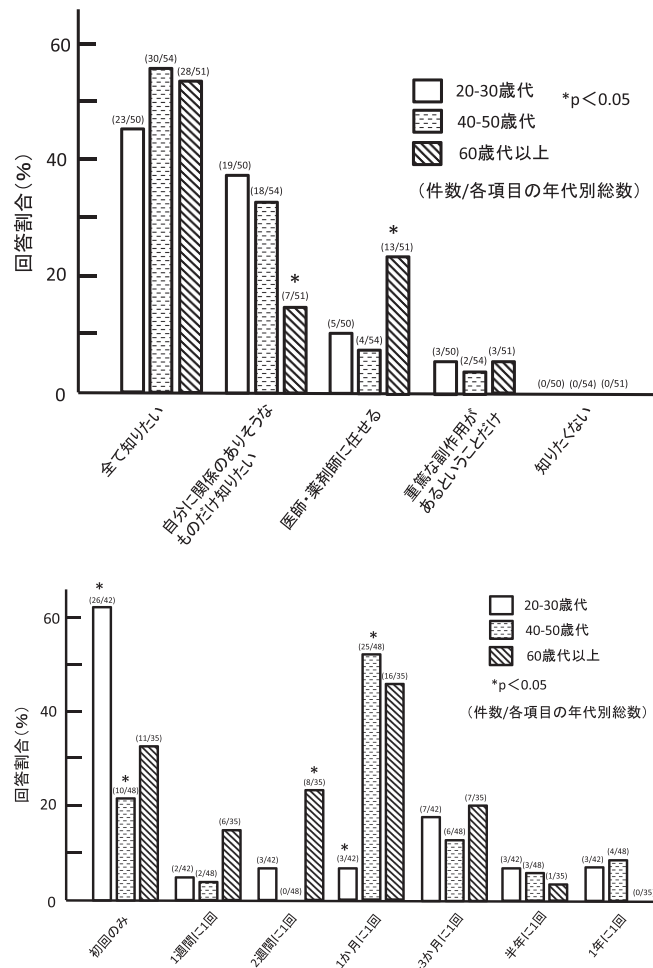 60
40
20
0
回答割合(%)
(23/50)
(30/54)
(28/51)
(19/50)
(18/54)
*
(7/51)
(5/50)
(4/54)
*
(13/51)
(3/50)
(2/54)
(3/51)
(0/50)
(0/54)
(0/51)
20-30歳代
40-50歳代
60歳代以上
*p<0.05
(件数/各項目の年代別総数)
全て知りたい
自分に関係のありそうな
ものだけ知りたい
医師・薬剤師に任せる
重篤な副作用が
あるということだけ
知りたくない
60
40
20
0
回答割合(%)
*
(26/42)
*
(10/48)
(11/35)
(2/42)
(2/48)
(6/35)
(3/42)
(0/48)
*
(8/35)
*
(3/42)
*
(25/48)
(16/35)
(7/42)
(6/48)
(7/35)
(3/42)
(3/48)
(1/35)
(3/42)
(4/48)
(0/35
20-30歳代
40-50歳代
60歳代以上
*p<0.05
(件数/各項目の年代別総数)
初回のみ
1週間に1回
2週間に1回
1か月に1回
3か月に1回
半年に1回
1年に1回